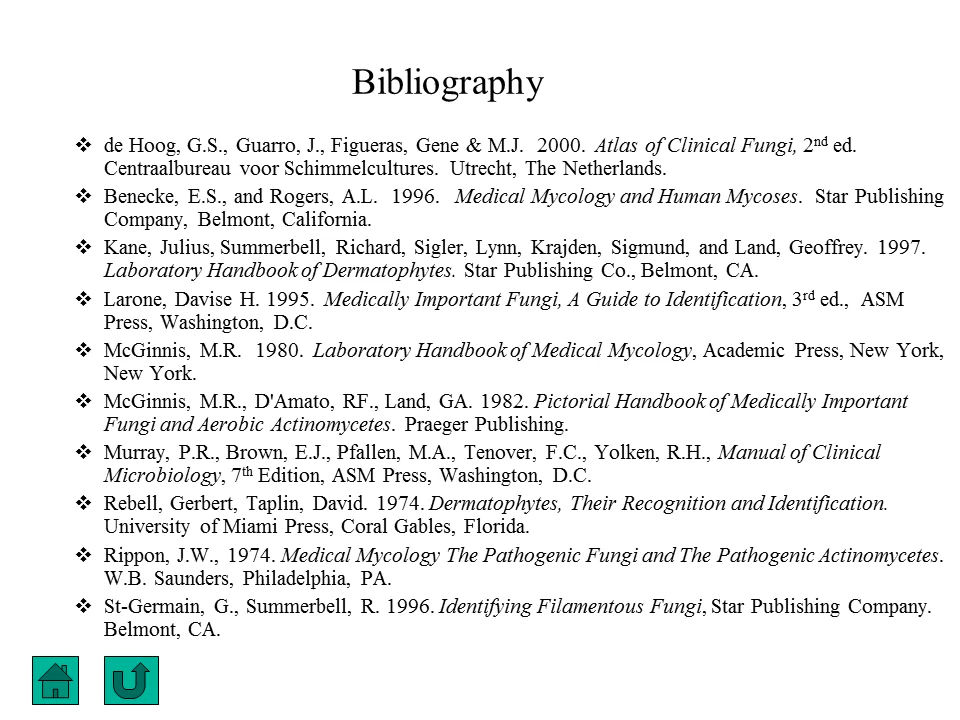 Bibliography
❖ de Hoog, G.S., Guarro, J., Figueras, Gene & M.J. 2000. Atlas of Clinical Fungi, 2nd ed.
Centraalbureau voor Schimmelcultures. Utrecht, The Netherlands.
❖ Benecke, E.S., and Rogers, A.L. 1996. Medical Mycology and Human Mycoses. Star Publishing
Company, Belmont, California.
❖ Kane, Julius, Summerbell, Richard, Sigler, Lynn, Krajden, Sigmund, and Land, Geoffrey. 1997.
Laboratory Handbook of Dermatophytes. Star Publishing Co., Belmont, CA.
❖ Larone, Davise H. 1995. Medically Important Fungi, A Guide to Identification, 3rd ed., ASM
Press, Washington, D.C.
❖ McGinnis, M.R. 1980. Laboratory Handbook of Medical Mycology, Academic Press, New York,
New York.
❖ McGinnis, M.R., D'Amato, RF., Land, GA. 1982. Pictorial Handbook of Medically Important
Fungi and Aerobic Actinomycetes. Praeger Publishing.
❖ Murray, P.R., Brown, E.J., Pfallen, M.A., Tenover, F.C., Yolken, R.H., Manual of Clinical
Microbiology, 7th Edition, ASM Press, Washington, D.C.
❖ Rebell, Gerbert, Taplin, David. 1974. Dermatophytes, Their Recognition and Identification.
University of Miami Press, Coral Gables, Florida.
❖ Rippon, J.W., 1974. Medical Mycology The Pathogenic Fungi and The Pathogenic Actinomycetes.
W.B. Saunders, Philadelphia, PA.
❖ St-Germain, G., Summerbell, R. 1996. Identifying Filamentous Fungi, Star Publishing Company.
Belmont, CA.